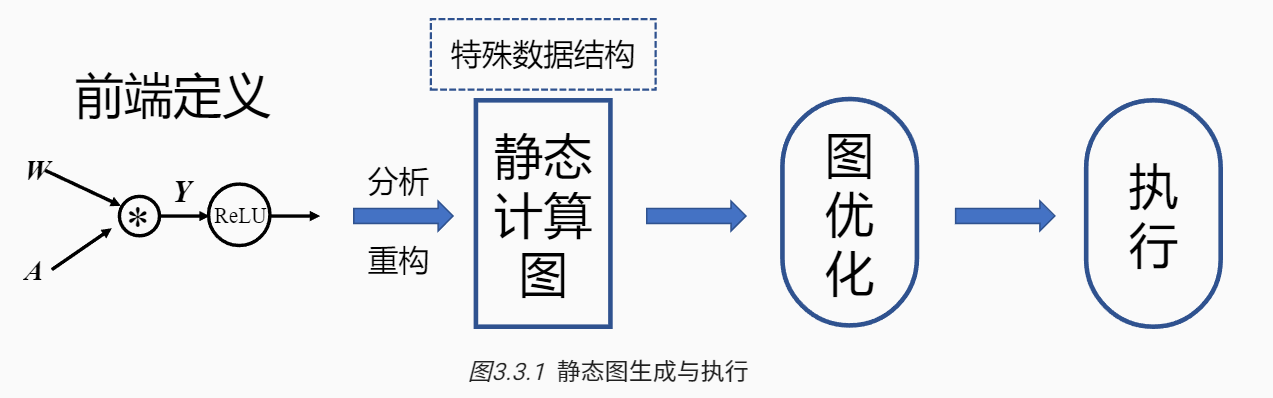 特殊数据结构
前端定义
W
A
*
Y
ReLU
分析
重构
静态
计算
图
图
优
化
执
行
图3.3.1 静态图生成与执行